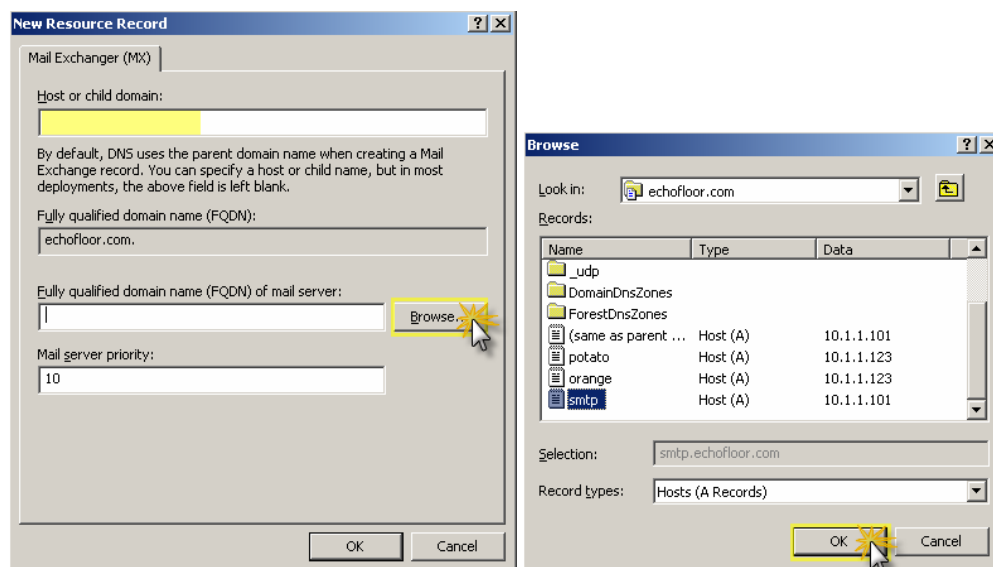 New Resource Record
Mail Exchanger (MX)
Host or child domain:
By default, DNS uses the parent domain name when creating a Mail
Exchange record. You can specify a host or child name, but in most
deployments, the above field is left blank.
Fully qualified domain name (FQDN):
echofloor.com.
Fully qualified domain name (FQDN) of mail server:
Browse...
Mail server priority:
10
OK Cancel
Browse
Look in: echofloor.com
Records:
Name Type Data
_udp
DomainDnsZones
ForestDnsZones
(same as parent ... Host (A) 10.1.1.101
potato Host (A) 10.1.1.123
orange Host (A) 10.1.1.123
smtp Host (A) 10.1.1.101
Selection: smtp.echofloor.com
Record types: Hosts (A Records)
OK Cancel